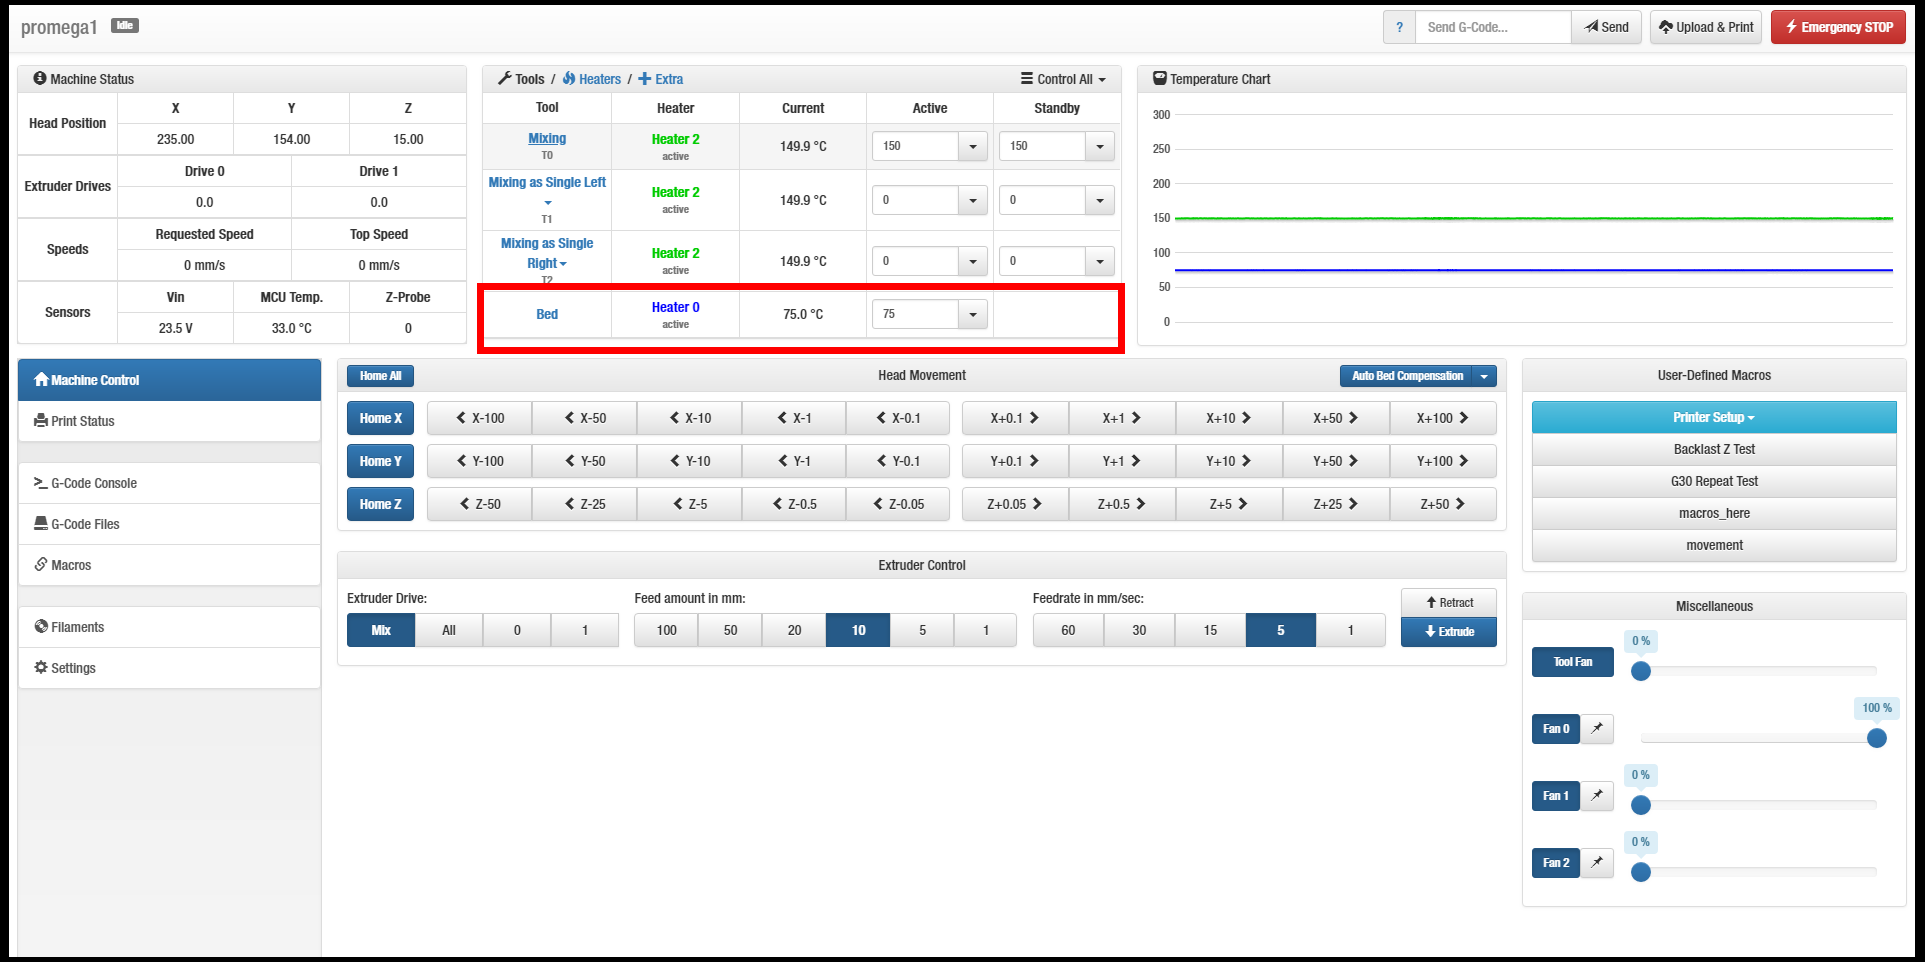 promega1 Idle
? Send G-Code... Send Upload & Print Emergency STOP
Machine Status
Head Position X Y Z
235.00 154.00 15.00
Extruder Drives Drive 0 Drive 1
0.0 0.0
Speeds Requested Speed Top Speed
0 mm/s 0 mm/s
Sensors Vin MCU Temp. Z-Probe
23.5 V 33.0 °C 0
Tools / Heaters / Extra Control All
Tool Heater Current Active Standby
Mixing T0 Heater 2 active 149.9 °C 150 150
Mixing as Single Left T1 Heater 2 active 149.9 °C 0 0
Mixing as Single Right T2 Heater 2 active 149.9 °C 0 0
Bed Heater 0 active 75.0 °C 75
Temperature Chart
300
250
200
150
100
50
0
Machine Control
Print Status
G-Code Console
G-Code Files
Macros
Filaments
Settings
Home All Head Movement Auto Bed Compensation
Home X X-100 X-50 X-10 X-1 X-0.1 X+0.1 X+1 X+10 X+50 X+100
Home Y Y-100 Y-50 Y-10 Y-1 Y-0.1 Y+0.1 Y+1 Y+10 Y+50 Y+100
Home Z Z-50 Z-25 Z-5 Z-0.5 Z-0.05 Z+0.05 Z+0.5 Z+5 Z+25 Z+50
Extruder Control
Extruder Drive: Feed amount in mm: Feedrate in mm/sec:
Mix All 0 1 100 50 20 10 5 1 60 30 15 5 1
Retract
Extrude
User-Defined Macros
Printer Setup
Backlast Z Test
G30 Repeat Test
macros_here
movement
Miscellaneous
Tool Fan 0 %
Fan 0 100 %
Fan 1 0 %
Fan 2 0 %